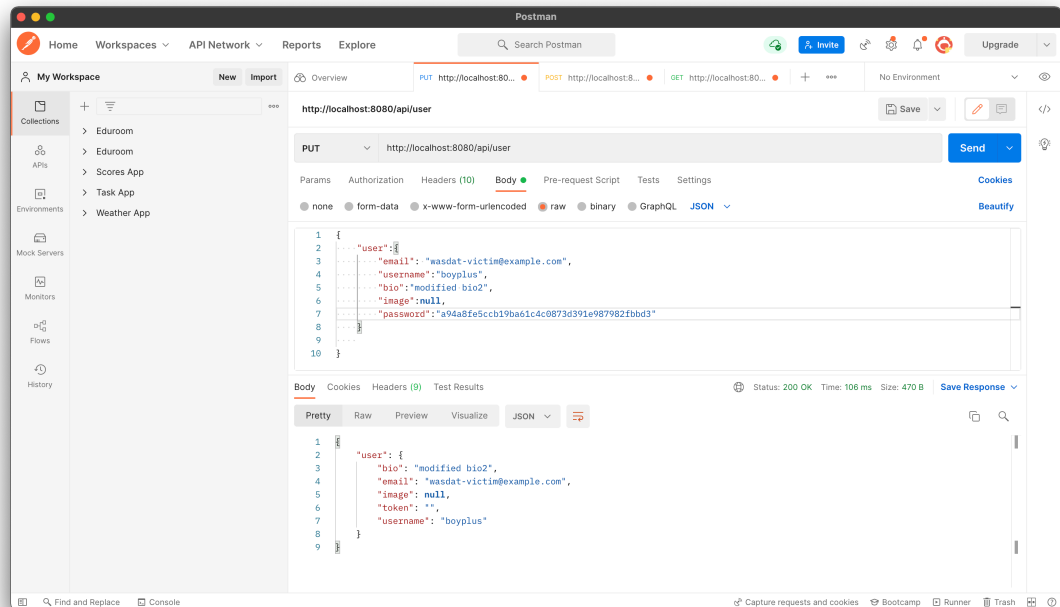 Postman
Home Workspaces API Network Reports Explore Search Postman Invite Upgrade
My Workspace New Import Overview PUT http://localhost:80... POST http://localhost:8... GET http://localhost:80... No Environment
Collections
APIs
Environments
Mock Servers
Monitors
Flows
History
Eduroom
Eduroom
Scores App
Task App
Weather App
http://localhost:8080/api/user Save
PUT http://localhost:8080/api/user Send
Params Authorization Headers (10) Body Pre-request Script Tests Settings Cookies
none form-data x-www-form-urlencoded raw binary GraphQL JSON Beautify
1 {
2 "user":{
3 "email": "wasdat-victim@example.com",
4 "username":"boyplus",
5 "bio":"modified bio2",
6 "image":null,
7 "password":"a94a8fe5ccb19ba61c4c0873d391e987982fbbd3"
8 }
9
10 }
Body Cookies Headers (9) Test Results Status: 200 OK Time: 106 ms Size: 470 B Save Response
Pretty Raw Preview Visualize JSON
1 {
2 "user": {
3 "bio": "modified bio2",
4 "email": "wasdat-victim@example.com",
5 "image": null,
6 "token": "",
7 "username": "boyplus"
8 }
9 }
Find and Replace Console Capture requests and cookies Bootcamp Runner Trash